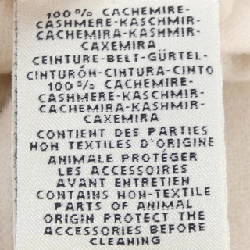 100% CACHEMIRE-
CASHMERE-KASCHMIR-
CACHEMIRA-KASHMIR-
CAXEMIRA
CEINTURE-BELT-GÜRTEL-
CINTURÓN-CINTURA-CINTO
100% CACHEMIRE-
CASHMERE-KASCHMIR-
CACHEMIRA-KASHMIR-
CAXEMIRA
CONTIENT DES PARTIES
NON TEXTILES D'ORIGINE
ANIMALE PROTÉGER
LES ACCESSOIRES
AVANT ENTRETIEN
CONTAINS NON-TEXTILE
PARTS OF ANIMAL
ORIGIN PROTECT THE
ACCESSORIES BEFORE
CLEANING